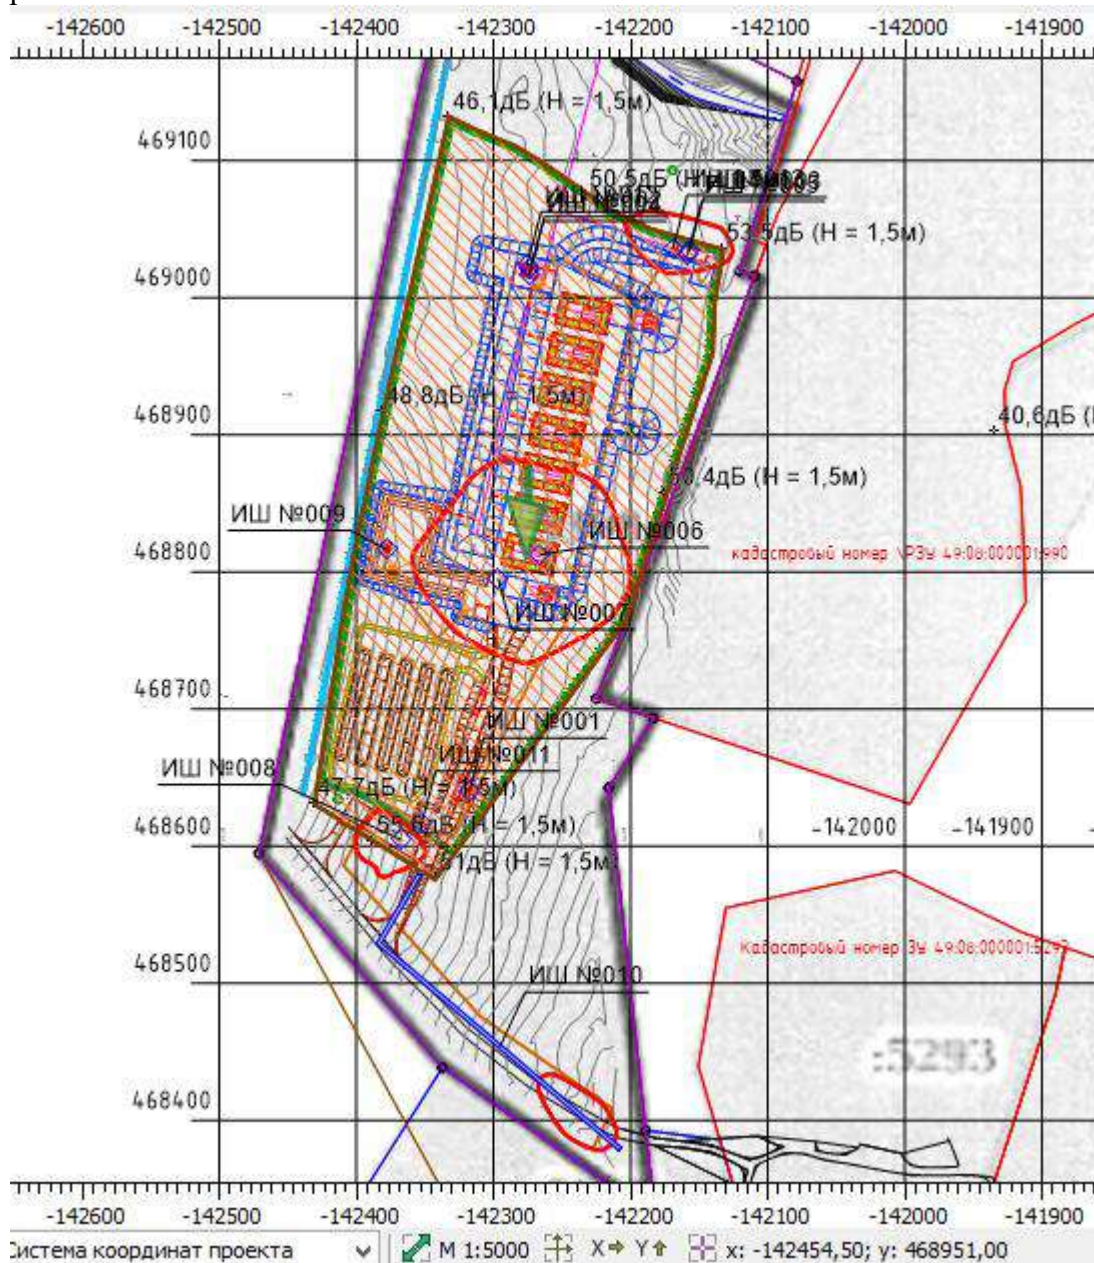 -142600 -142500 -142400 -142300 -142200 -142100 -142000 -141900
46,1дБ (Н = 1,5м)
469100
50,5дБ (Н
53,5дБ (Н = 1,5м)
469000
48,8дБ (Н = 1,5м)
468900
40,6дБ (
50,4дБ (Н = 1,5м)
ИШ №009
ИШ №006
468800
кадастровый номер ЧРЗУ 49:08:000001:990
ИШ №007
468700
ИШ №001
ИШ №011
ИШ №008
47,7дБ (Н = 1,5м)
468600
55,6дБ (Н = 1,5м)
-142000 -141900
51дБ (Н = 1,5м
Кадастровый номер ЗУ 49:08:000001:5293
468500
ИШ №010
:5293
468400
-142600 -142500 -142400 -142300 -142200 -142100 -142000 -141900
Система координат проекта М 1:5000 X Y x: -142454,50; y: 468951,00